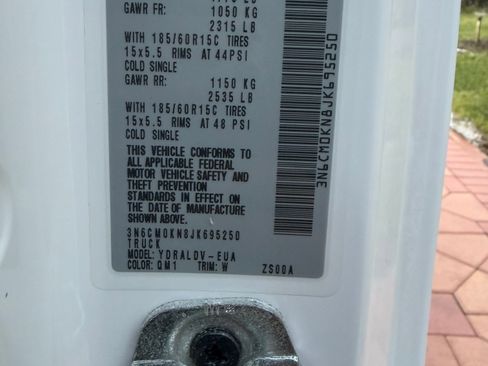 GAWR FR: 1050 KG
2315 LB
WITH 185/60R15C TIRES
15x5.5 RIMS AT 44PSI
COLD SINGLE
GAWR RR: 1150 KG
2535 LB
WITH 185/60R15C TIRES
15x5.5 RIMS AT 48 PSI
COLD SINGLE
THIS VEHICLE CONFORMS TO
ALL APPLICABLE FEDERAL
MOTOR VEHICLE SAFETY AND
THEFT PREVENTION
STANDARDS IN EFFECT ON
THE DATE OF MANUFACTURE
SHOWN ABOVE.
3N6CM0KN8JK695250
TRUCK
MODEL: YDRALDV-EUA
COLOR: QM1 TRIM: W ZS00A
3N6CM0KN8JK695250